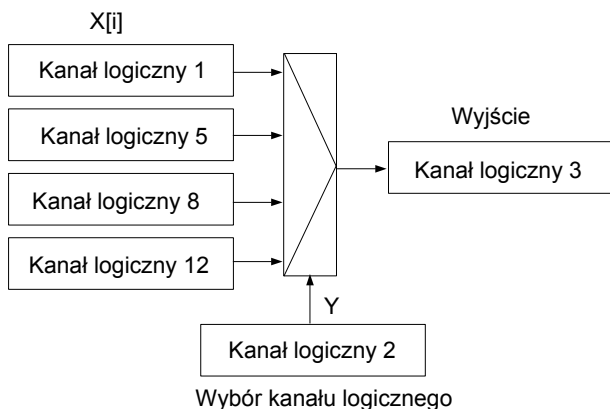 X[i]
Kanał logiczny 1
Kanał logiczny 5
Kanał logiczny 8
Kanał logiczny 12
Wyjście
Kanał logiczny 3
Y
Kanał logiczny 2
Wybór kanału logicznego